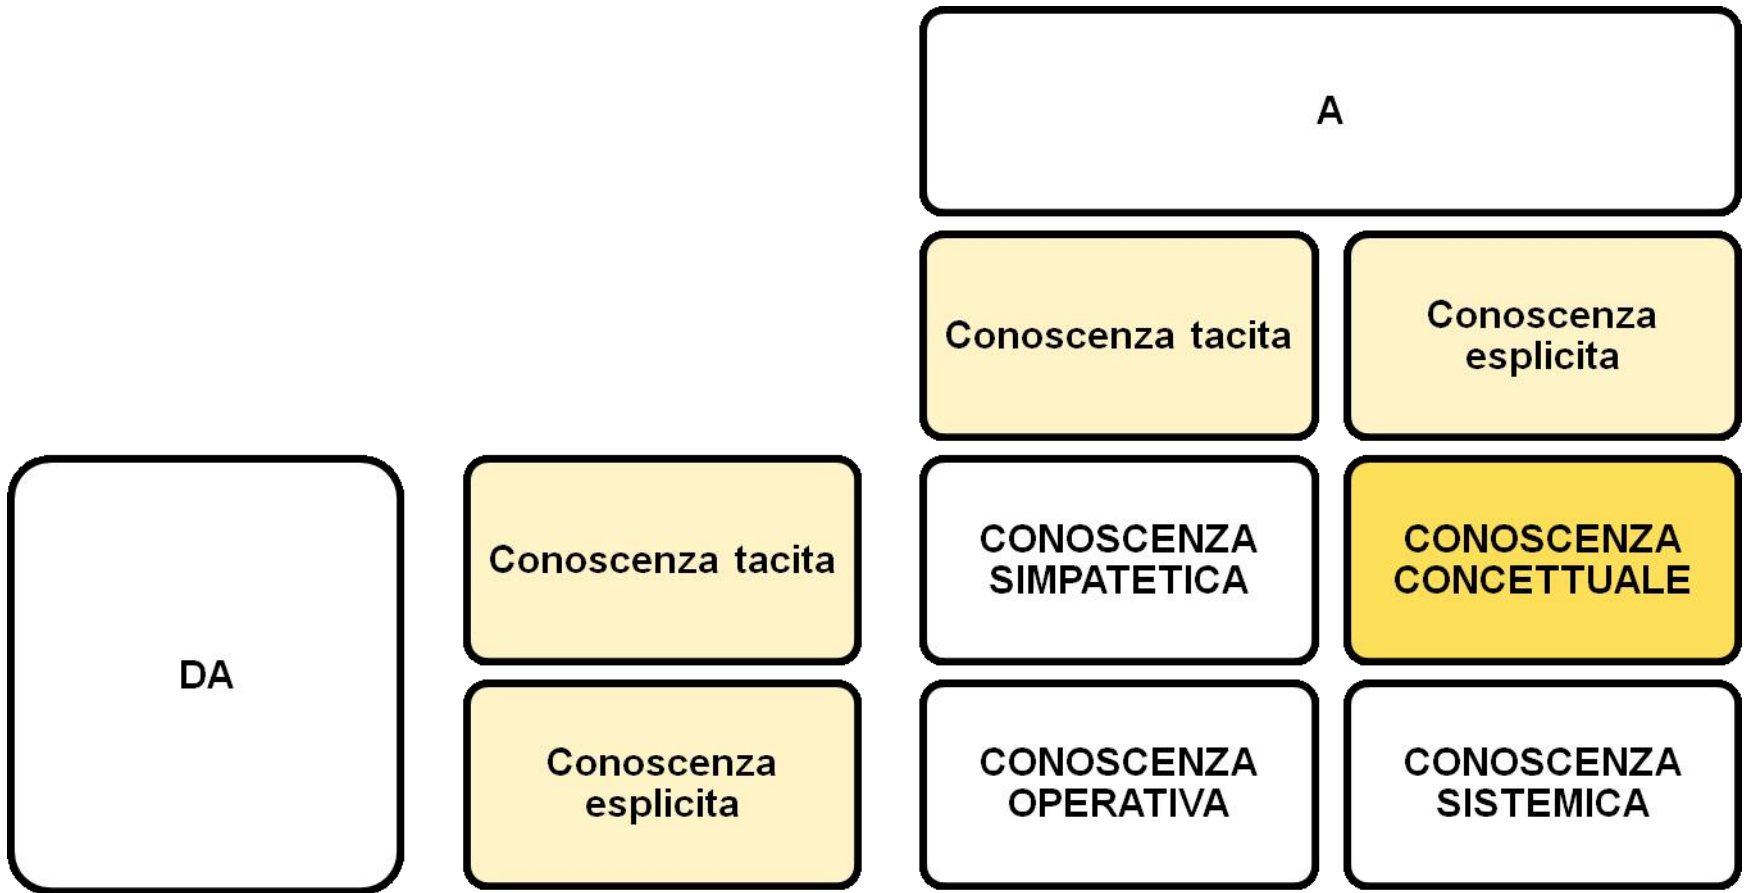 A
Conoscenza tacita
Conoscenza
esplicita
Conoscenza tacita
CONOSCENZA
SIMPATETICA
CONOSCENZA
CONCETTUALE
DA
Conoscenza
esplicita
CONOSCENZA
OPERATIVA
CONOSCENZA
SISTEMICA